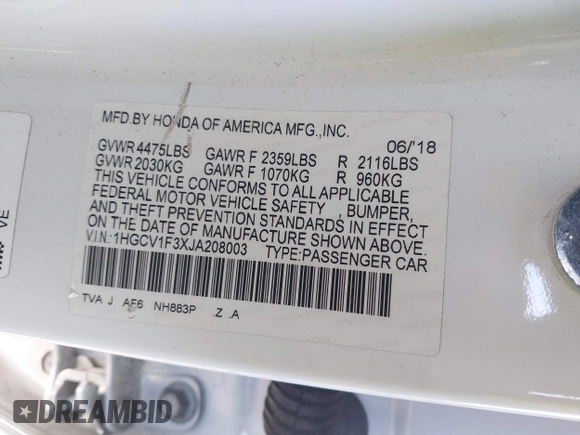 MFD.BY HONDA OF AMERICA MFG.,INC.
06/'18
GVWR 4475LBS GAWR F 2359LBS R 2116LBS
GVWR 2030KG GAWR F 1070KG R 960KG
THIS VEHICLE CONFORMS TO ALL APPLICABLE
FEDERAL MOTOR VEHICLE SAFETY , BUMPER,
AND THEFT PREVENTION STANDARDS IN EFFECT
ON THE DATE OF MANUFACTURE SHOWN ABOVE.
V.I.N.:1HGCV1F3XJA208003 TYPE:PASSENGER CAR
TVA J AF6 NH883P .Z .A
VE
DREAMBID